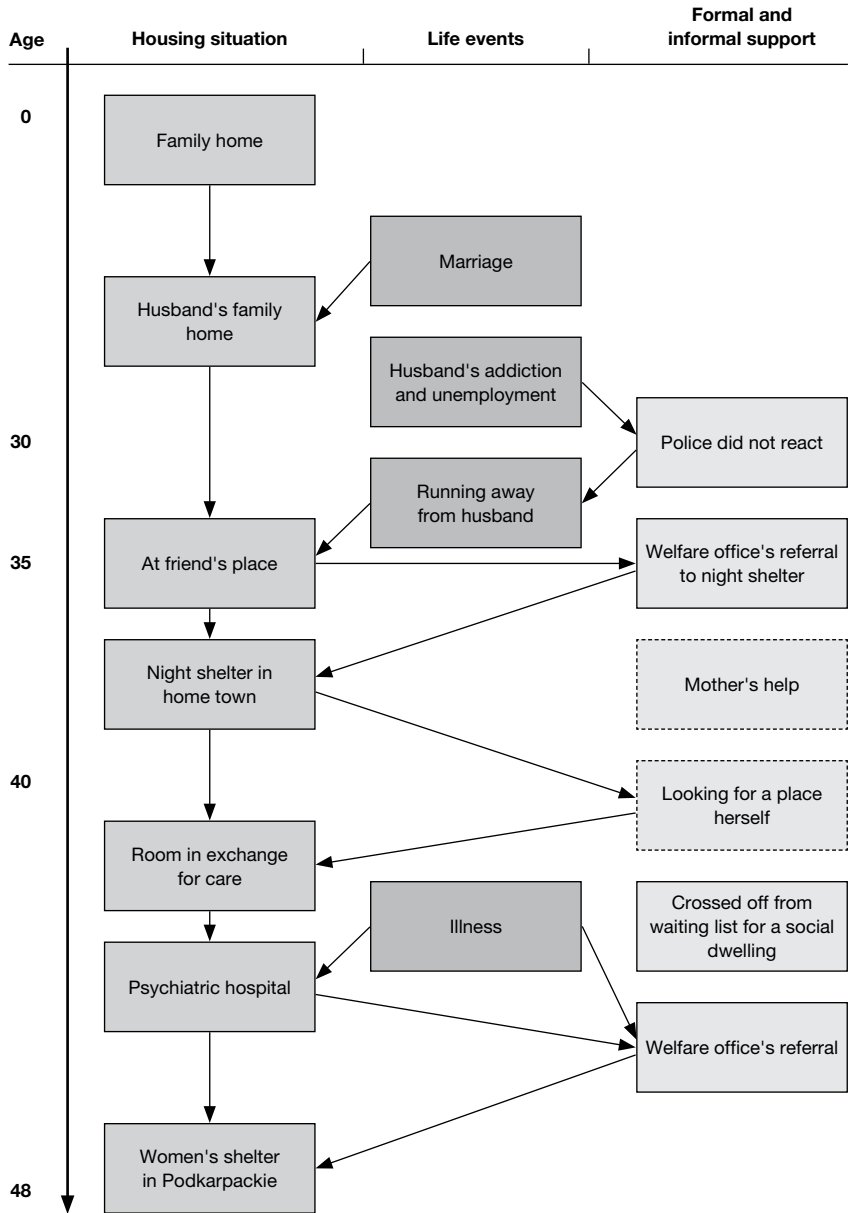 Age
Housing situation
Life events
Formal and
informal support
0
Family home
Marriage
Husband's family
home
Husband's addiction
and unemployment
30
Police did not react
Running away
from husband
35
At friend's place
Welfare office's referral
to night shelter
Night shelter in
home town
Mother's help
40
Looking for a place
herself
Room in exchange
for care
Illness
Crossed off from
waiting list for a social
dwelling
Psychiatric hospital
Welfare office's referral
Women's shelter
in Podkarpackie
48